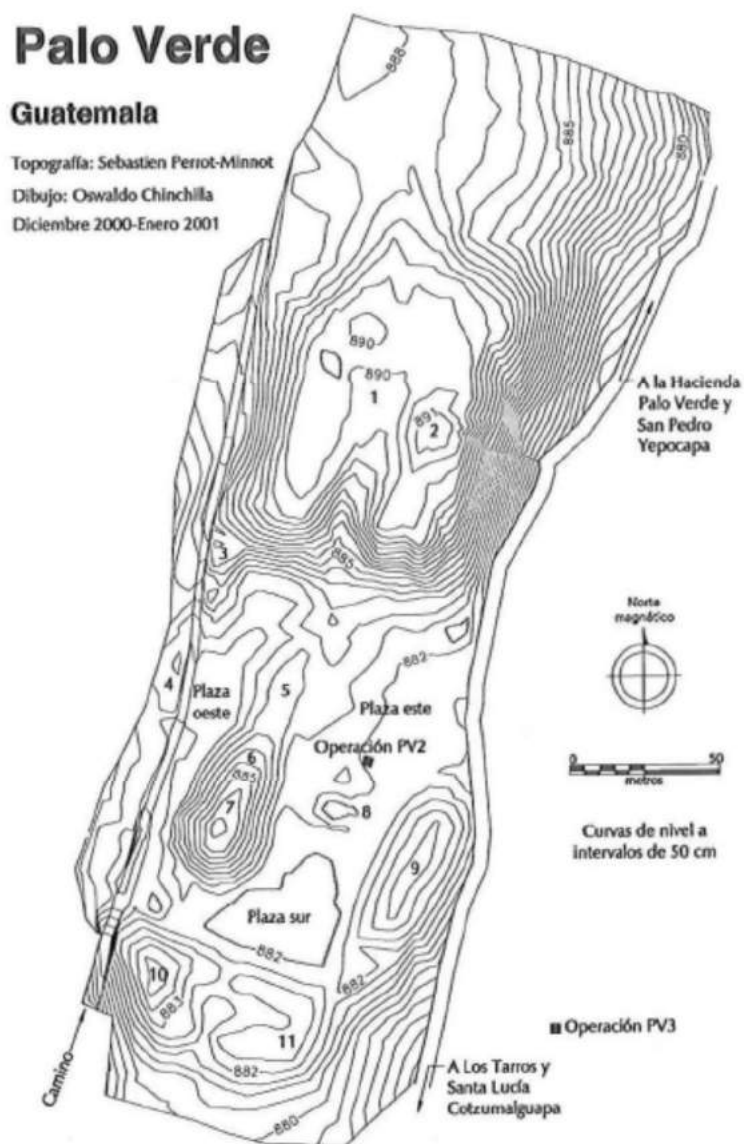 Palo Verde
Guatemala
Topografía: Sebastien Perrot-Minnot
Dibujo: Oswaldo Chinchilla
Diciembre 2000-Enero 2001
888
885
880
890
890
1
891
2
A la Hacienda
Palo Verde y
San Pedro
Yepocapa
3
885
Norte
magnético
882
4
Plaza
oeste
5
Plaza este
Operación PV2
6
885
7
8
0 50
metros
Curvas de nivel a
intervalos de 50 cm
9
Plaza sur
882
882
10
883
11
882
Operación PV3
Camino
A Los Tarros y
Santa Lucía
Cotzumalguapa
880